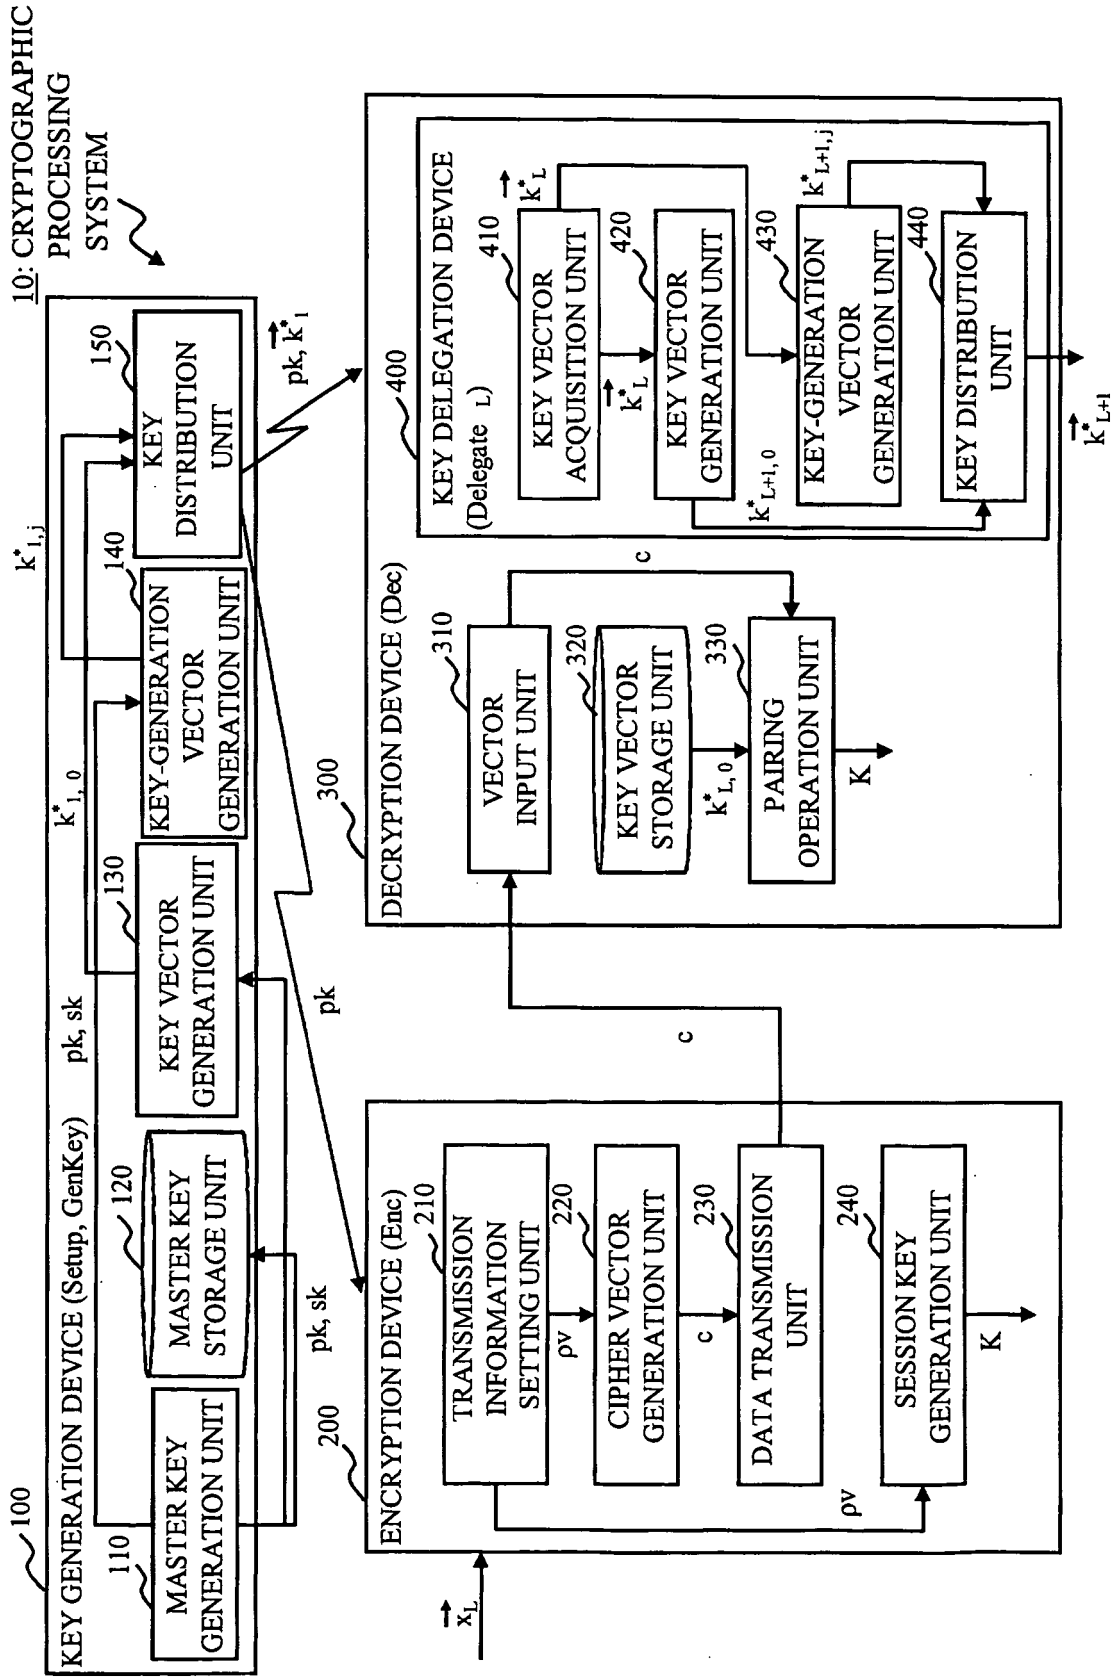 10: CRYPTOGRAPHIC
PROCESSING
SYSTEM
100
KEY GENERATION DEVICE (Setup, GenKey)
110
MASTER KEY
GENERATION UNIT
120
MASTER KEY
STORAGE UNIT
130
KEY VECTOR
GENERATION UNIT
140
KEY-GENERATION
VECTOR
GENERATION UNIT
150
KEY
DISTRIBUTION
UNIT
pk, sk
pk, sk
k*1, 0
k*1, j
pk
pk, k*1
200
ENCRYPTION DEVICE (Enc)
xL
210
TRANSMISSION
INFORMATION
SETTING UNIT
ρv
220
CIPHER VECTOR
GENERATION UNIT
c
230
DATA TRANSMISSION
UNIT
ρv
240
SESSION KEY
GENERATION UNIT
K
c
300
DECRYPTION DEVICE (Dec)
310
VECTOR
INPUT UNIT
c
320
KEY VECTOR
STORAGE UNIT
k*L, 0
330
PAIRING
OPERATION UNIT
K
400
KEY DELEGATION DEVICE
(Delegate L)
410
KEY VECTOR
ACQUISITION UNIT
k*L
k*L
420
KEY VECTOR
GENERATION UNIT
k*L+1, 0
430
KEY-GENERATION
VECTOR
GENERATION UNIT
k*L+1, j
440
KEY DISTRIBUTION
UNIT
k*L+1